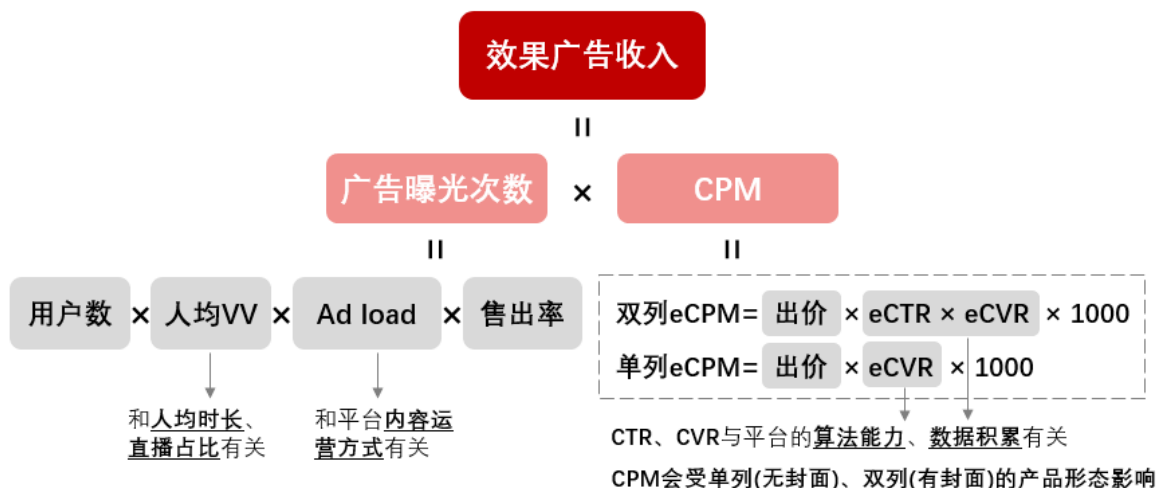 效果广告收入
=
广告曝光次数 × CPM
= =
用户数 × 人均VV × Ad load × 售出率
双列eCPM= 出价 × eCTR × eCVR × 1000
单列eCPM= 出价 × eCVR × 1000
和人均时长、
直播占比有关
和平台内容运
营方式有关
CTR、CVR与平台的算法能力、数据积累有关
CPM会受单列(无封面)、双列(有封面)的产品形态影响